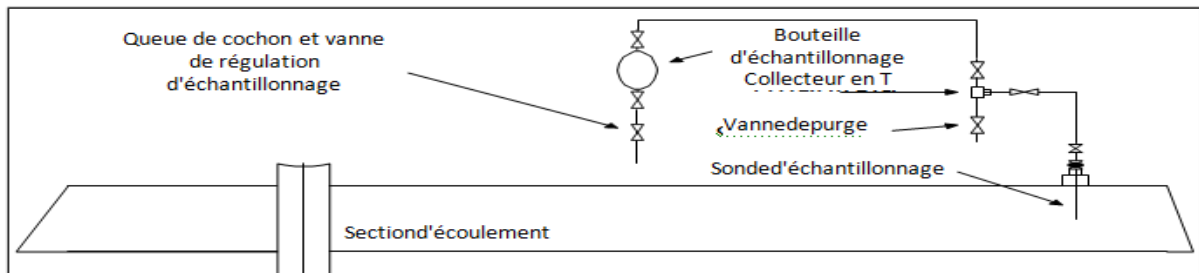 Queue de cochon et vanne
de régulation
d'échantillonnage
Bouteille
d'échantillonnage
Collecteur en T
Vannedepurge
Sonded'échantillonnage
Sectiond'écoulement